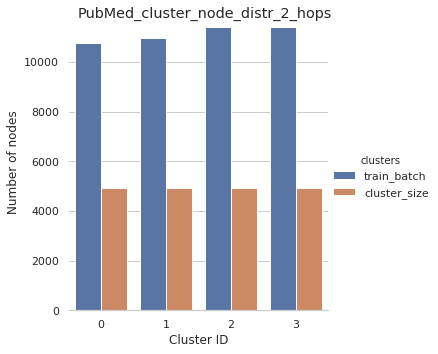 PubMed_cluster_node_distr_2_hops
10000
8000
6000
4000
2000
0
Number of nodes
0 1 2 3
Cluster ID
clusters
train_batch
cluster_size